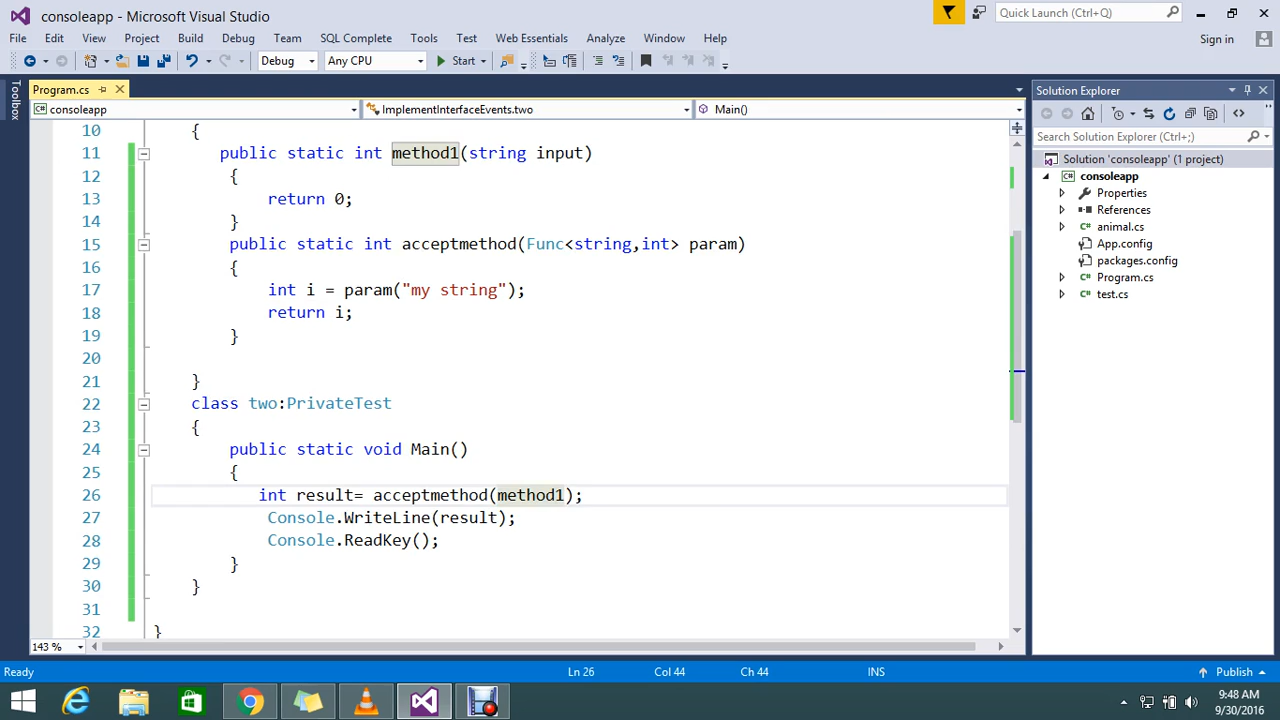 consoleapp - Microsoft Visual Studio
Quick Launch (Ctrl+Q)
File Edit View Project Build Debug Team SQL Complete Tools Test Web Essentials Analyze Window Help
Sign in
Debug Any CPU Start
Toolbox
Program.cs
consoleapp ImplementInterfaceEvents.two Main()
10 {
11 public static int method1(string input)
12 {
13 return 0;
14 }
15 public static int acceptmethod(Func<string,int> param)
16 {
17 int i = param("my string");
18 return i;
19 }
20
21 }
22 class two:PrivateTest
23 {
24 public static void Main()
25 {
26 int result= acceptmethod(method1);
27 Console.WriteLine(result);
28 Console.ReadKey();
29 }
30 }
31
32 }
143 %
Solution Explorer
Search Solution Explorer (Ctrl+;)
Solution 'consoleapp' (1 project)
C# consoleapp
Properties
References
C# animal.cs
App.config
packages.config
C# Program.cs
C# test.cs
Ready Ln 26 Col 44 Ch 44 INS Publish
9:48 AM
9/30/2016